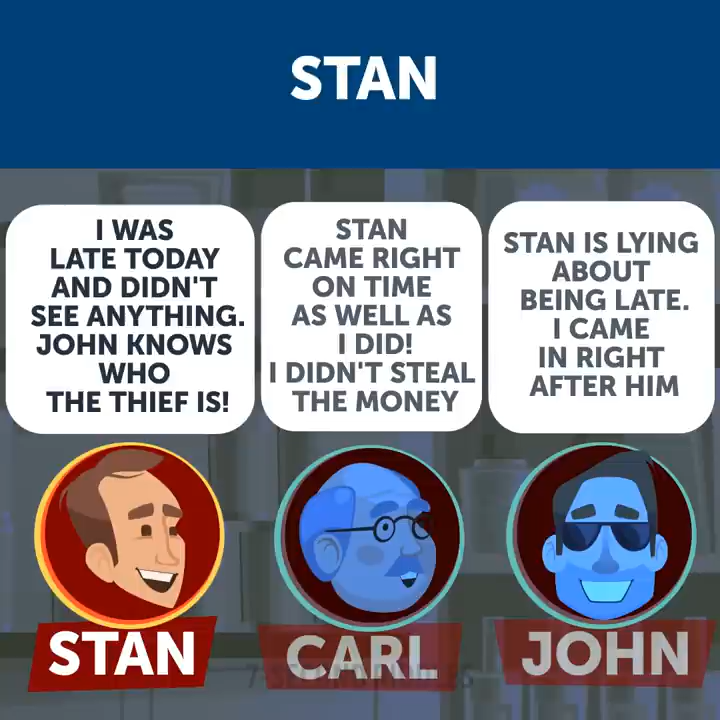 STAN
I WAS
LATE TODAY
AND DIDN'T
SEE ANYTHING.
JOHN KNOWS
WHO
THE THIEF IS!
STAN
CAME RIGHT
ON TIME
AS WELL AS
I DID!
I DIDN'T STEAL
THE MONEY
STAN IS LYING
ABOUT
BEING LATE.
I CAME
IN RIGHT
AFTER HIM
STAN
CARL
JOHN